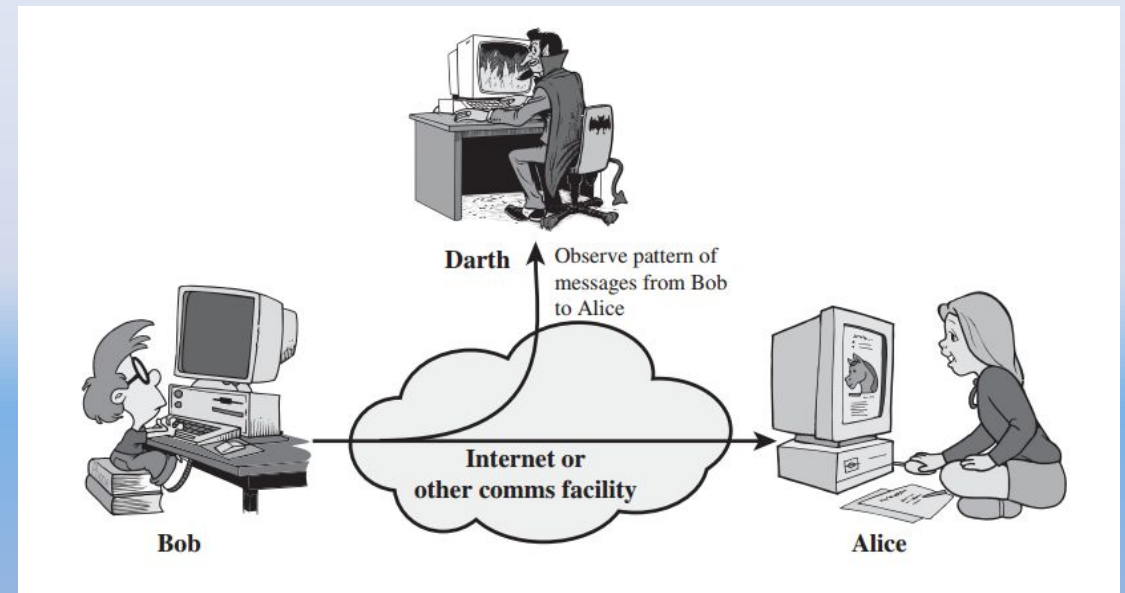 Darth
Observe pattern of
messages from Bob
to Alice
Internet or
other comms facility
Bob
Alice